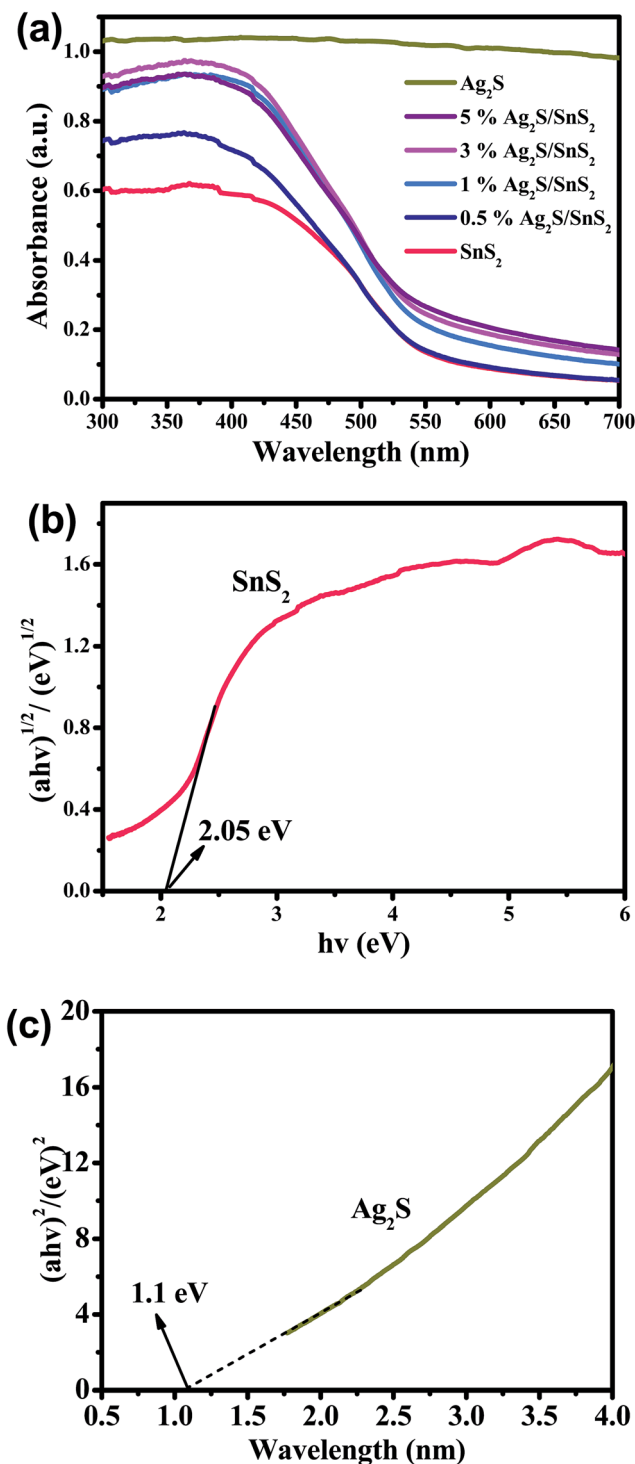 (a)
1.0
0.8
0.6
0.4
0.2
0.0
Absorbance (a.u.)
Ag₂S
5 % Ag₂S/SnS₂
3 % Ag₂S/SnS₂
1 % Ag₂S/SnS₂
0.5 % Ag₂S/SnS₂
SnS₂
300 350 400 450 500 550 600 650 700
Wavelength (nm)
(b)
1.6
1.2
0.8
0.4
0.0
(ahv)^1/2 / (eV)^1/2
SnS₂
2.05 eV
2 3 4 5 6
hv (eV)
(c)
20
16
12
8
4
0
(ahv)²/(eV)²
Ag₂S
1.1 eV
0.5 1.0 1.5 2.0 2.5 3.0 3.5 4.0
Wavelength (nm)